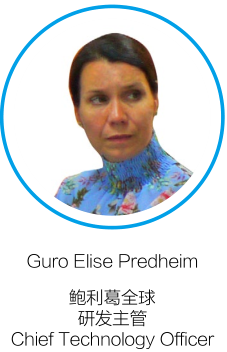 Guro Elise Predheim
鲍利葛全球
研发主管
Chief Technology Officer